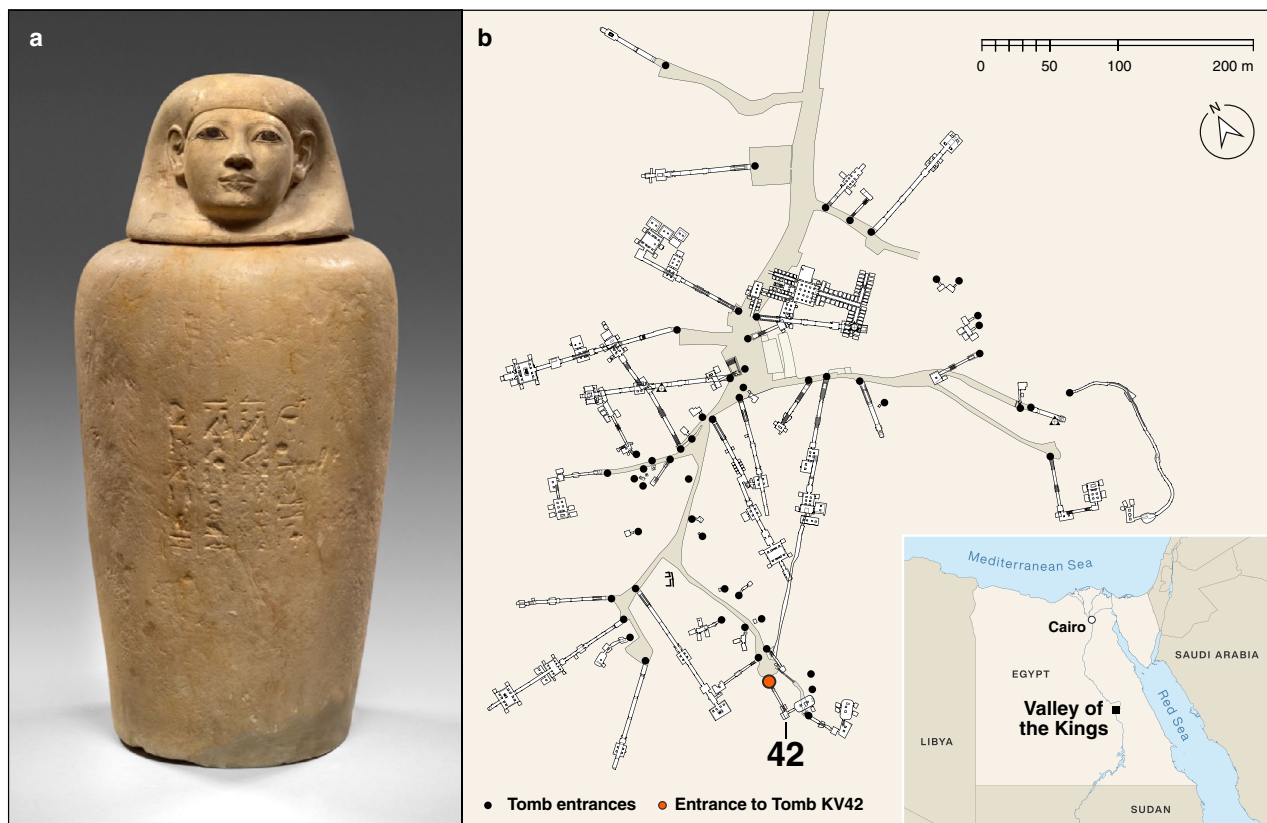 a
b
0 50 100 200 m
N
42
Tomb entrances
Entrance to Tomb KV42
Mediterranean Sea
Cairo
EGYPT
SAUDI ARABIA
Valley of
the Kings
Red Sea
LIBYA
SUDAN